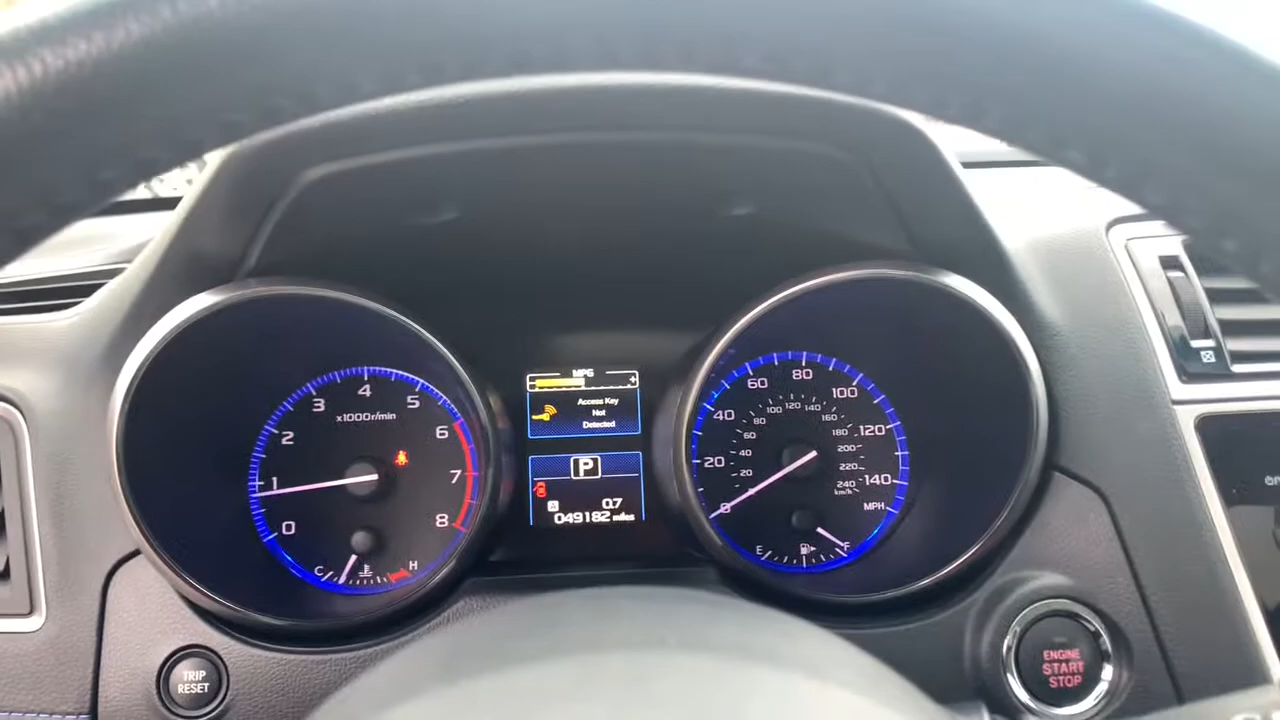 MPG
+
Access Key
Not
Detected
P
A
0.7
049182 miles
0
1
2
3
4
5
6
7
8
x1000r/min
C
H
0
20
40
60
80
100
120
140
MPH
20
40
60
80
100
120
140
160
180
200
220
240
km/h
E
F
TRIP
RESET
ENGINE
START
STOP